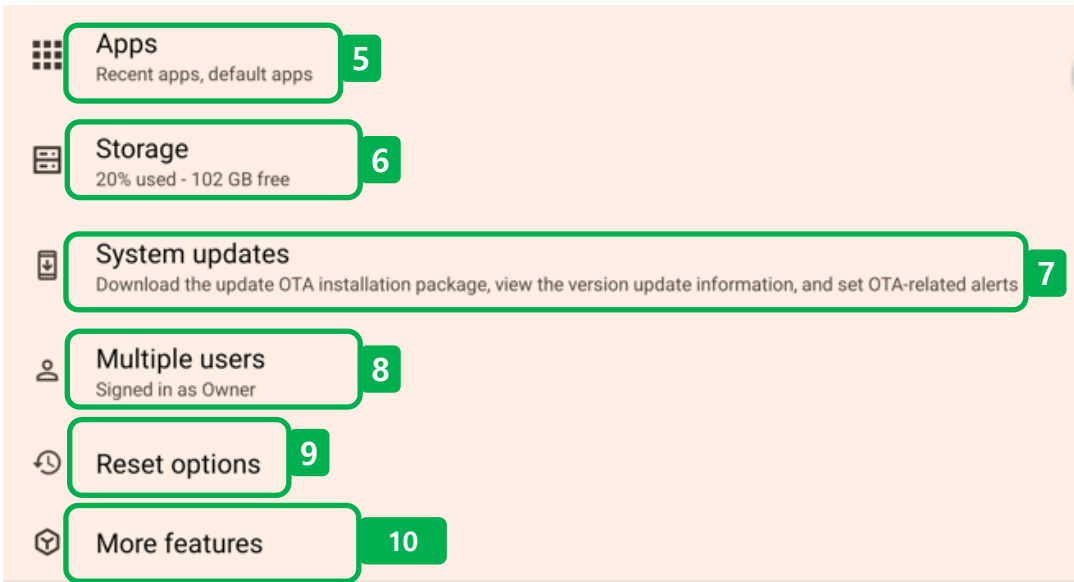 Apps
Recent apps, default apps
5
Storage
20% used - 102 GB free
6
System updates
Download the update OTA installation package, view the version update information, and set OTA-related alerts
7
Multiple users
Signed in as Owner
8
Reset options
9
More features
10